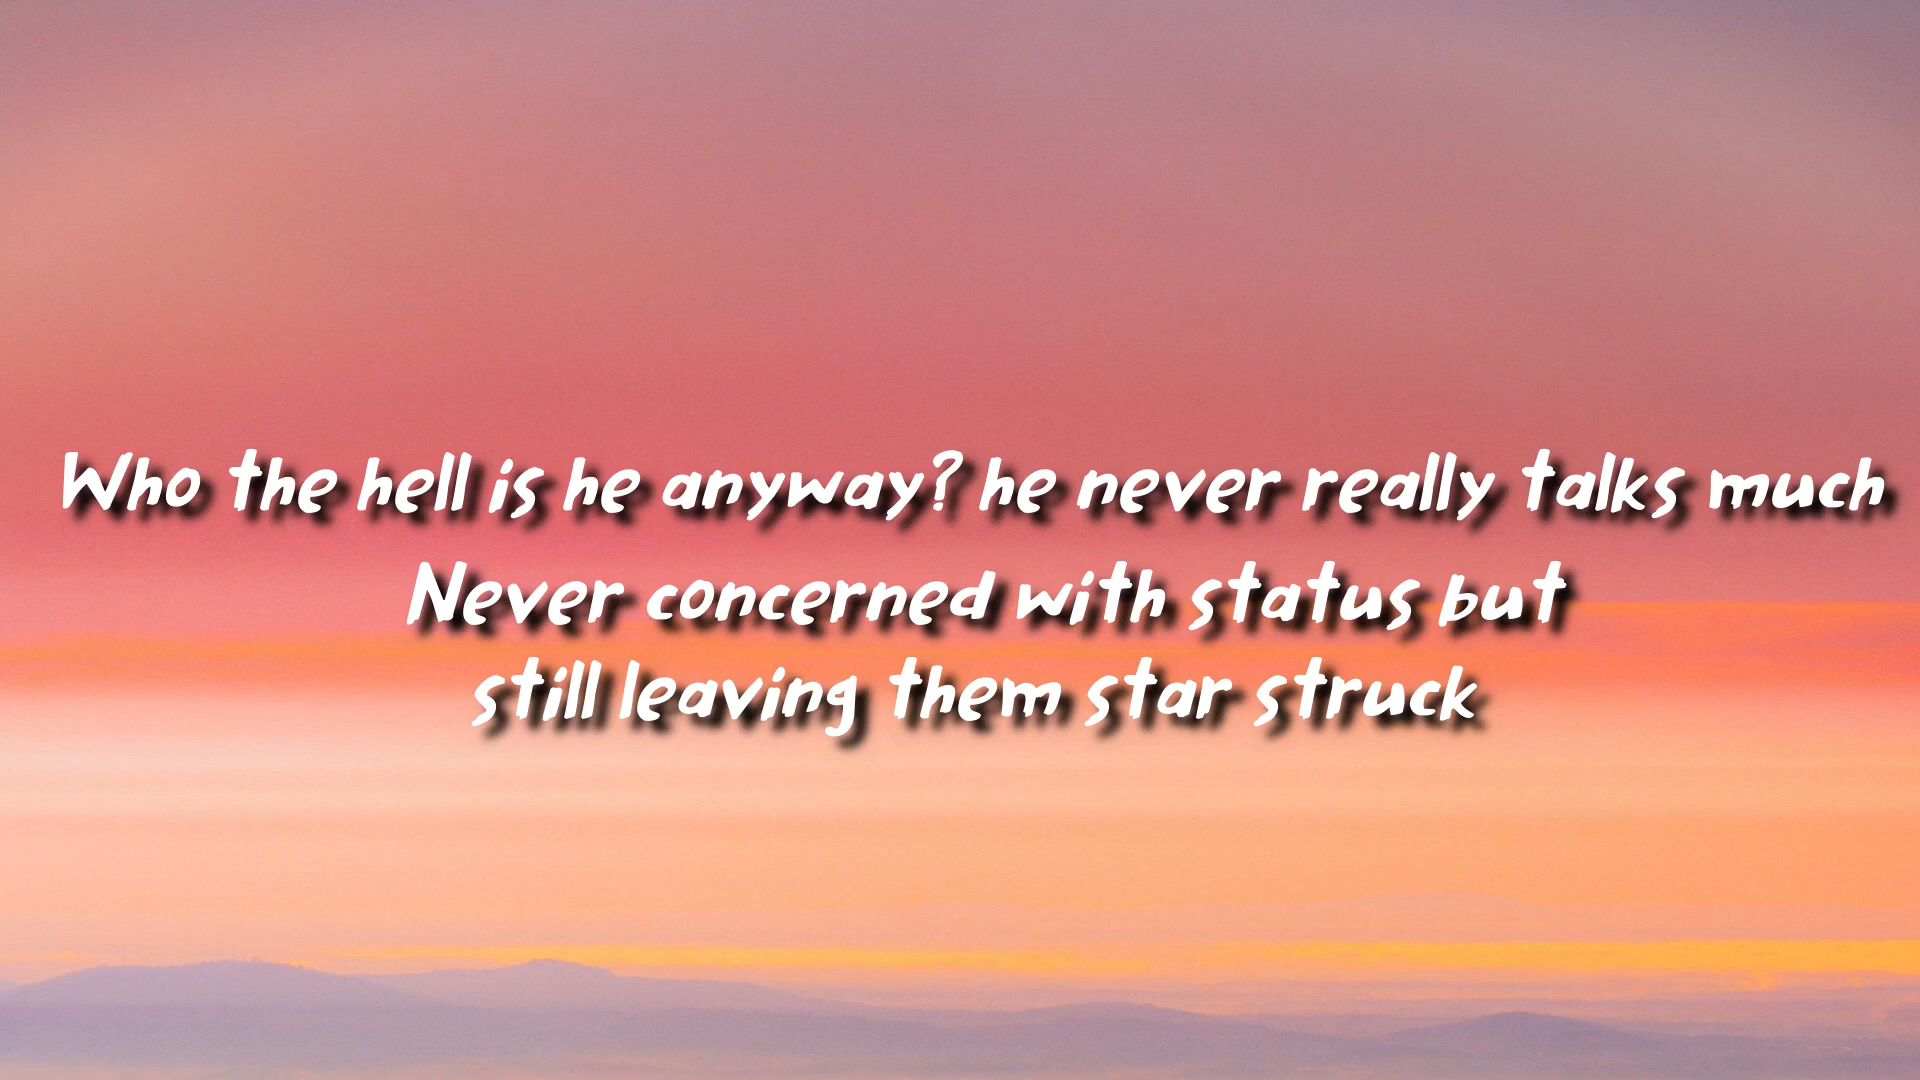 Who the hell is he anyway? he never really talks much
Never concerned with status but
still leaving them star struck